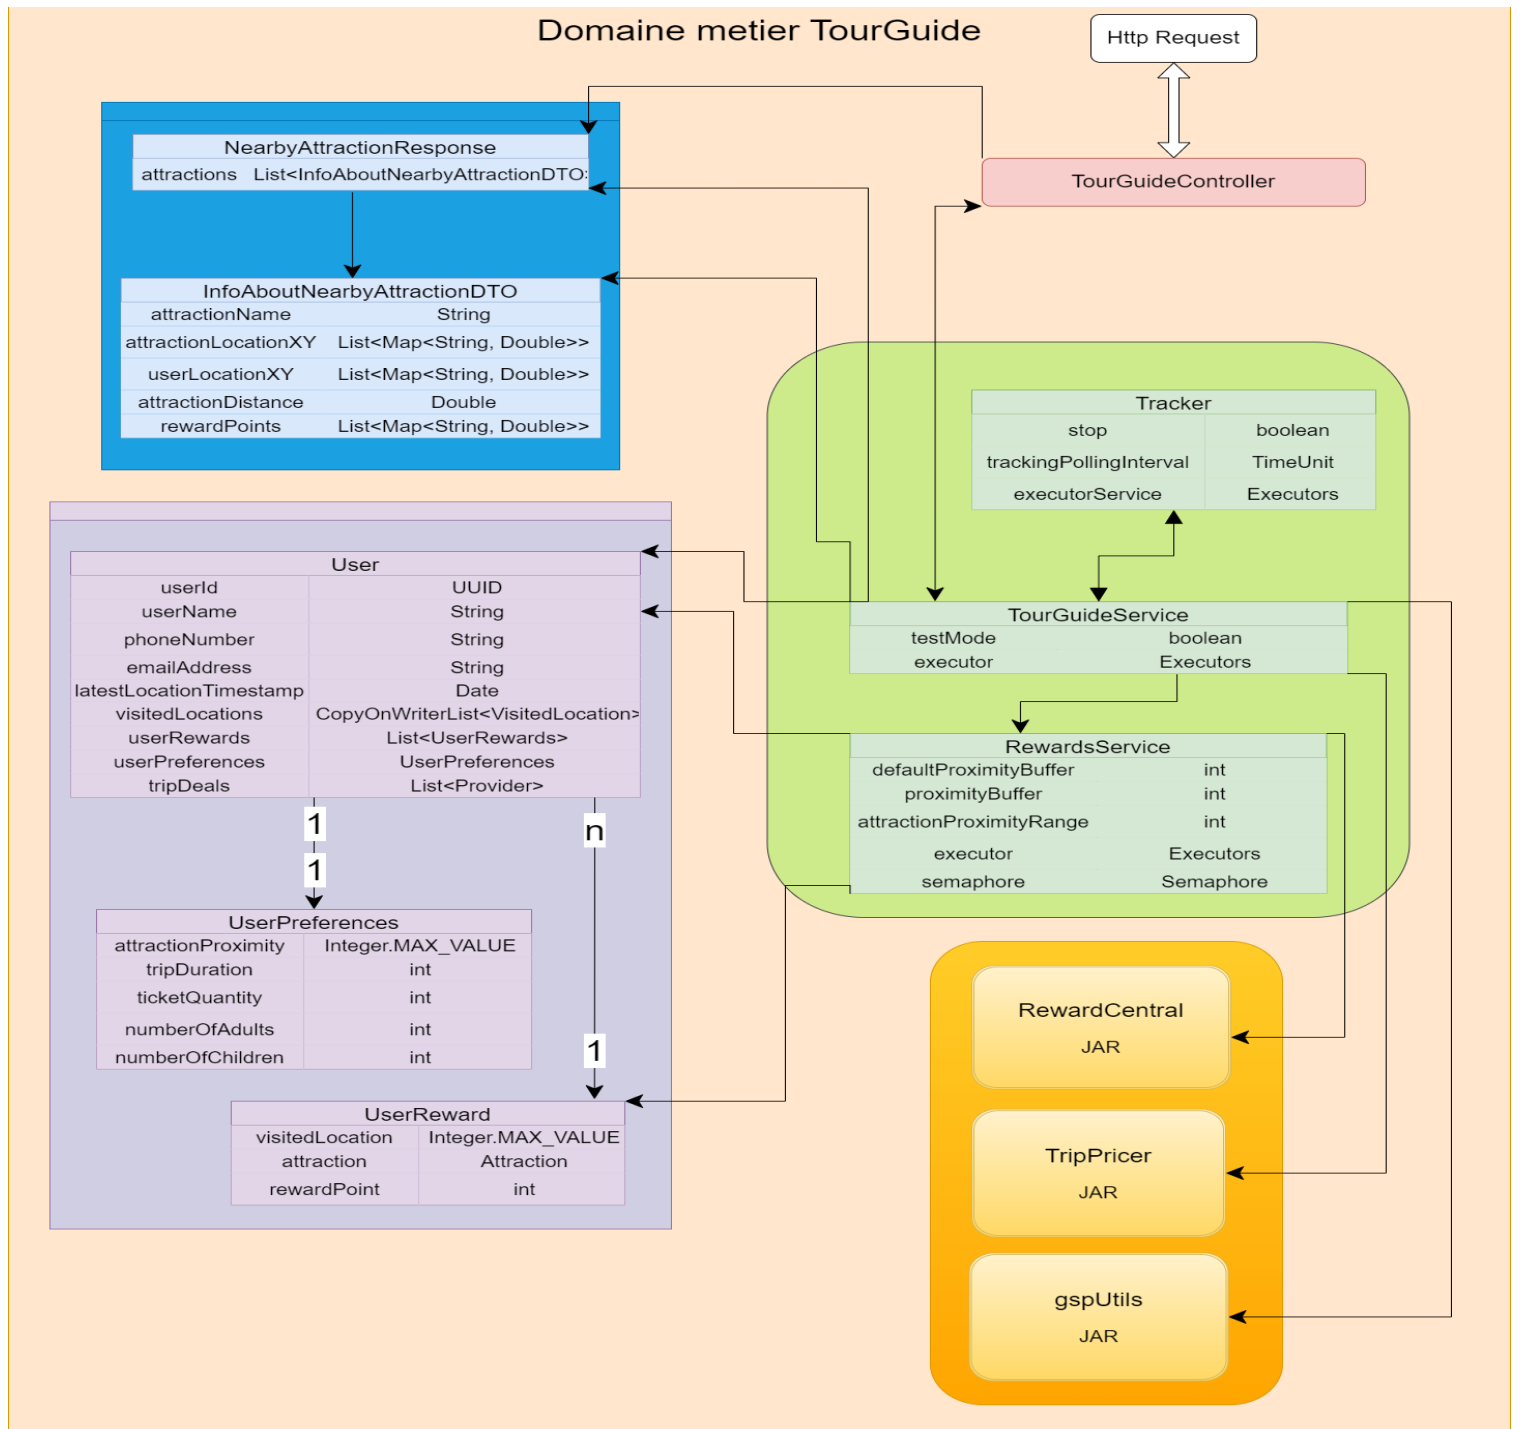 Domaine metier TourGuide
Http Request
TourGuideController
NearbyAttractionResponse
attractions List<InfoAboutNearbyAttractionDTO>
InfoAboutNearbyAttractionDTO
attractionName String
attractionLocationXY List<Map<String, Double>>
userLocationXY List<Map<String, Double>>
attractionDistance Double
rewardPoints List<Map<String, Double>>
Tracker
stop boolean
trackingPollingInterval TimeUnit
executorService Executors
TourGuideService
testMode boolean
executor Executors
RewardsService
defaultProximityBuffer int
proximityBuffer int
attractionProximityRange int
executor Executors
semaphore Semaphore
User
userId UUID
userName String
phoneNumber String
emailAddress String
latestLocationTimestamp Date
visitedLocations CopyOnWriterList<VisitedLocation>
userRewards List<UserRewards>
userPreferences UserPreferences
tripDeals List<Provider>
1
n
1
UserPreferences
attractionProximity Integer.MAX_VALUE
tripDuration int
ticketQuantity int
numberOfAdults int
numberOfChildren int
1
UserReward
visitedLocation Integer.MAX_VALUE
attraction Attraction
rewardPoint int
RewardCentral
JAR
TripPricer
JAR
gspUtils
JAR